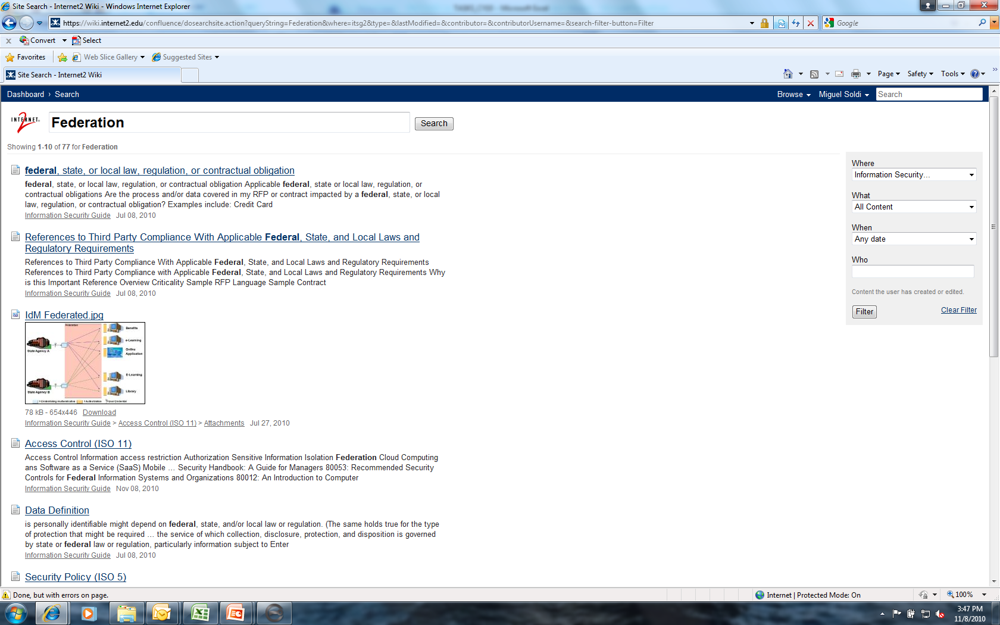 Site Search - Internet2 Wiki - Windows Internet Explorer
https://wiki.internet2.edu/confluence/dosearchsite.action?queryString=Federation&where=itsg2&type=&lastModified=&contributor=&contributorUsername=&search-filter-button=Filter
Google
x Convert Select
Favorites Web Slice Gallery Suggested Sites
Site Search - Internet2 Wiki
Page Safety Tools
Dashboard › Search
Browse Miguel Soldi Search
INTERNET 2
Federation
Search
Showing 1-10 of 77 for Federation
federal, state, or local law, regulation, or contractual obligation
federal, state, or local law, regulation, or contractual obligation Applicable federal, state or local law, regulation, or
contractual obligations Are the process and/or data covered in my RFP or contract impacted by a federal, state, or local
law, regulation, or contractual obligation? Examples include: Credit Card
Information Security Guide Jul 08, 2010
References to Third Party Compliance With Applicable Federal, State, and Local Laws and
Regulatory Requirements
References to Third Party Compliance With Applicable Federal, State, and Local Laws and Regulatory Requirements
References to Third Party Compliance with Applicable Federal, State, and Local Laws and Regulatory Requirements Why
is this Important Reference Overview Criticality Sample RFP Language Sample Contract
Information Security Guide Jul 08, 2010
IdM Federated.jpg
Federation
Benefits
e-Learning
State Agency A
Online
Application
E-Learning
State Agency B
Library
78 kB - 654x446 Download
Information Security Guide > Access Control (ISO 11) > Attachments Jul 27, 2010
Access Control (ISO 11)
Access Control Information access restriction Authorization Sensitive Information Isolation Federation Cloud Computing
ans Software as a Service (SaaS) Mobile ... Security Handbook: A Guide for Managers 80053: Recommended Security
Controls for Federal Information Systems and Organizations 80012: An Introduction to Computer
Information Security Guide Nov 08, 2010
Data Definition
is personally identifiable might depend on federal, state, and/or local law or regulation. (The same holds true for the type
of protection that might be required ... the service of which collection, disclosure, protection, and disposition is governed
by state or federal law or regulation, particularly information subject to Enter
Information Security Guide Jul 08, 2010
Security Policy (ISO 5)
Where
Information Security...
What
All Content
When
Any date
Who
Content the user has created or edited.
Filter Clear Filter
Done, but with errors on page.
Internet | Protected Mode: On
100%
3:47 PM
11/8/2010